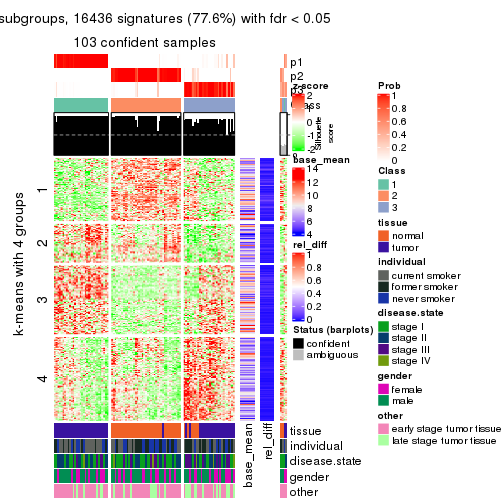 subgroups, 16436 signatures (77.6%) with fdr < 0.05
103 confident samples
p1
p2
p3
Class
z-score
2
1
0
-2
Silhouette
score
k-means with 4 groups
1
2
3
4
base_mean
14
12
10
8
6
4
rel_diff
1
0.8
0.6
0.4
0.2
0
Status (barplots)
confident
ambiguous
base_mean
rel_diff
tissue
individual
disease.state
gender
other
Prob
1
0.8
0.6
0.4
0.2
0
Class
1
2
3
tissue
normal
tumor
individual
current smoker
former smoker
never smoker
disease.state
stage I
stage II
stage III
stage IV
gender
female
male
other
early stage tumor tissue
late stage tumor tissue